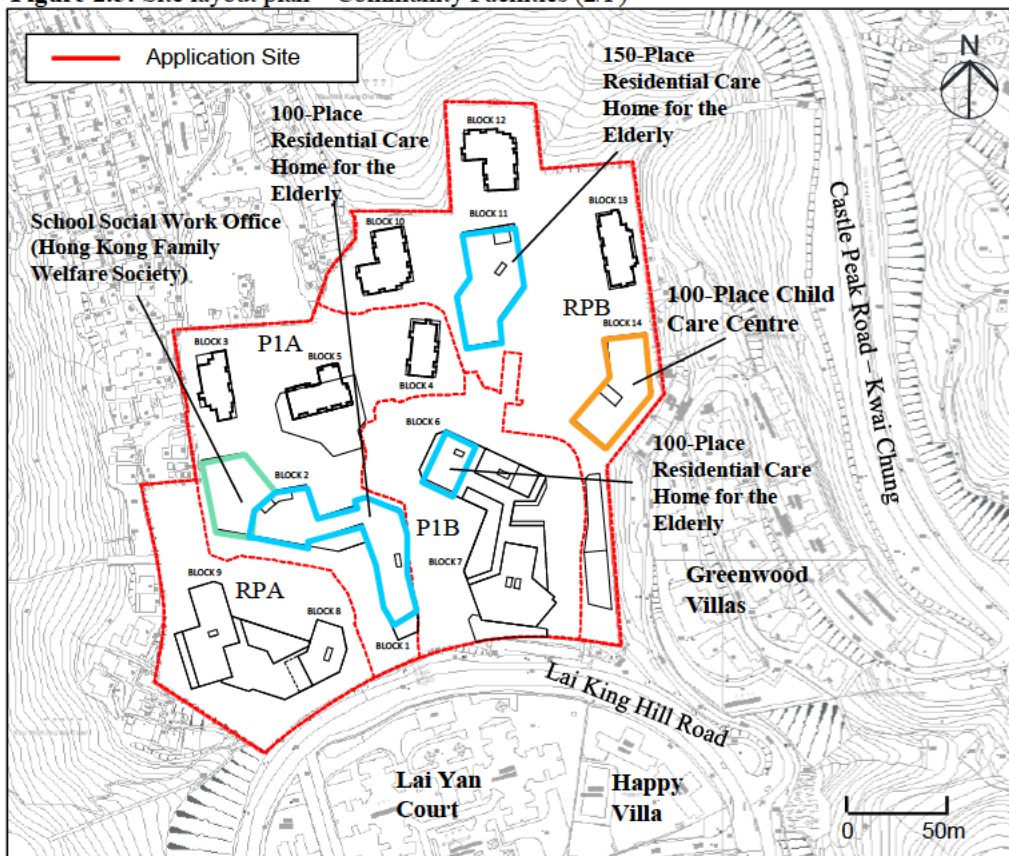 Application Site
N
150-Place
Residential Care
Home for the
Elderly
100-Place
Residential Care
Home for the
Elderly
School Social Work Office
(Hong Kong Family
Welfare Society)
BLOCK 12
BLOCK 11
BLOCK 13
BLOCK 10
RPB
100-Place Child
Care Centre
BLOCK 14
Castle Peak Road – Kwai Chung
P1A
BLOCK 3
BLOCK 5
BLOCK 4
BLOCK 6
100-Place
Residential Care
Home for the
Elderly
BLOCK 2
P1B
BLOCK 7
BLOCK 9
RPA
BLOCK 8
BLOCK 1
Greenwood
Villas
Lai King Hill Road
Lai Yan
Court
Happy
Villa
0 50m